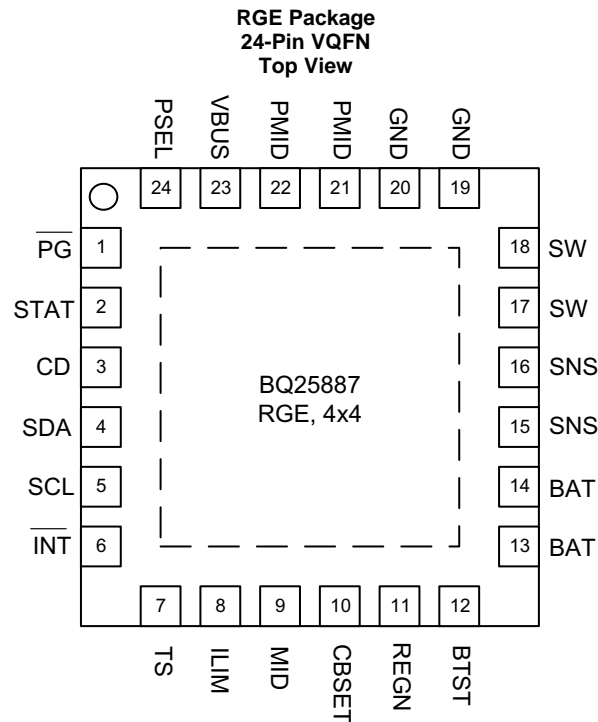 RGE Package
24-Pin VQFN
Top View
PSEL VBUS PMID PMID GND GND
24 23 22 21 20 19
PG 1
STAT 2
CD 3
SDA 4
SCL 5
INT 6
BQ25887
RGE, 4x4
18 SW
17 SW
16 SNS
15 SNS
14 BAT
13 BAT
7 8 9 10 11 12
TS ILIM MID CBSET REGN BTST